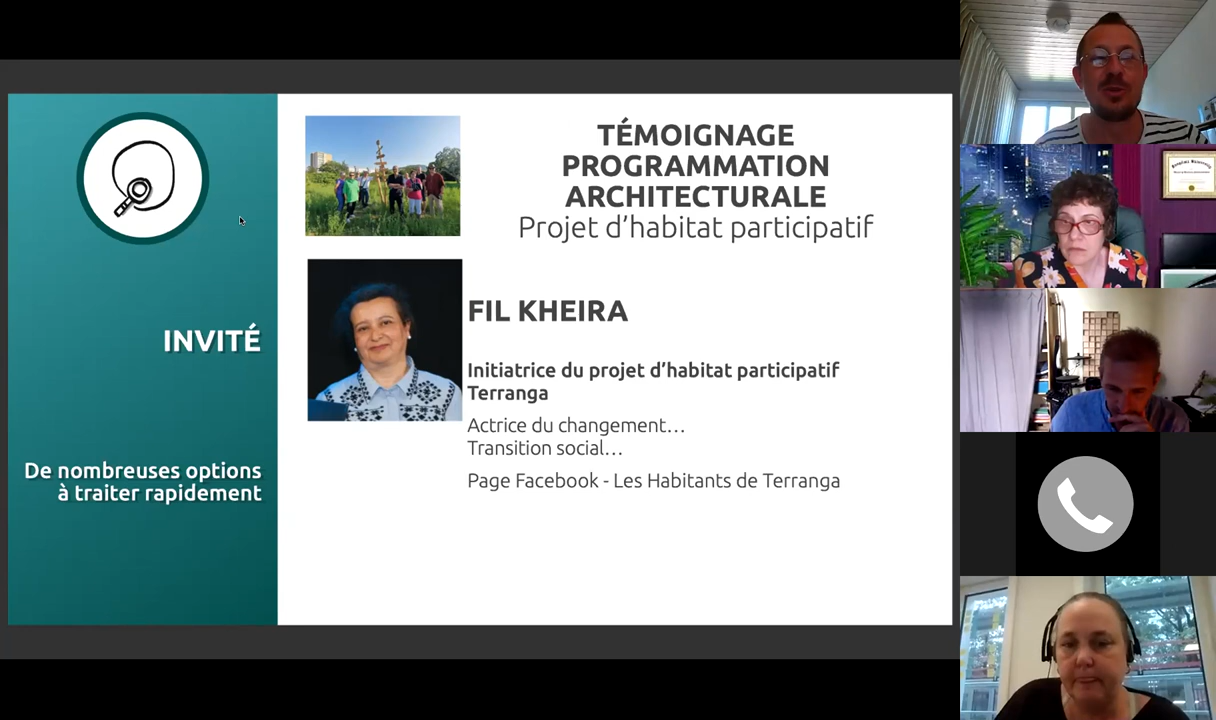 TÉMOIGNAGE
PROGRAMMATION
ARCHITECTURALE
Projet d’habitat participatif
FIL KHEIRA
INVITÉ
Initiatrice du projet d’habitat participatif
Terranga
Actrice du changement…
Transition social…
De nombreuses options
à traiter rapidement
Page Facebook - Les Habitants de Terranga